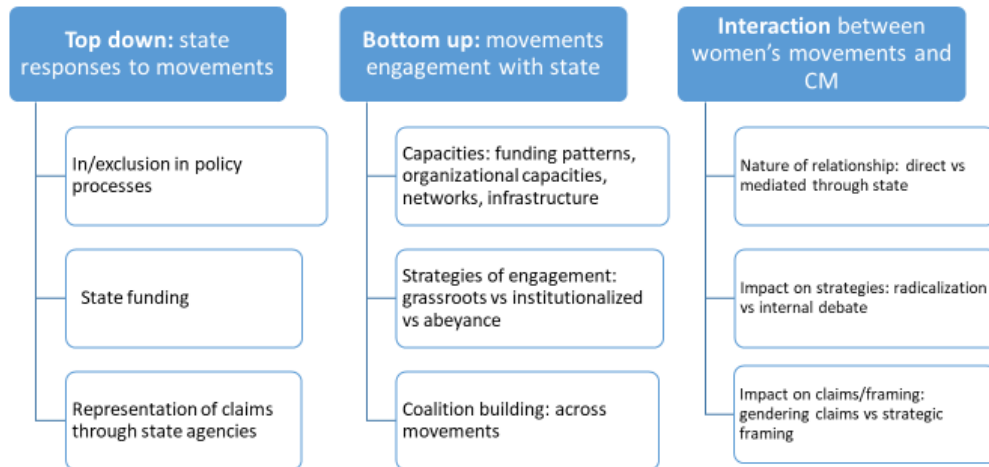 Top down: state
responses to movements
In/exclusion in policy
processes
State funding
Representation of claims
through state agencies
Bottom up: movements
engagement with state
Capacities: funding patterns,
organizational capacities,
networks, infrastructure
Strategies of engagement:
grassroots vs institutionalized
vs abeyance
Coalition building: across
movements
Interaction between
women’s movements and
CM
Nature of relationship: direct vs
mediated through state
Impact on strategies: radicalization
vs internal debate
Impact on claims/framing:
gendering claims vs strategic
framing